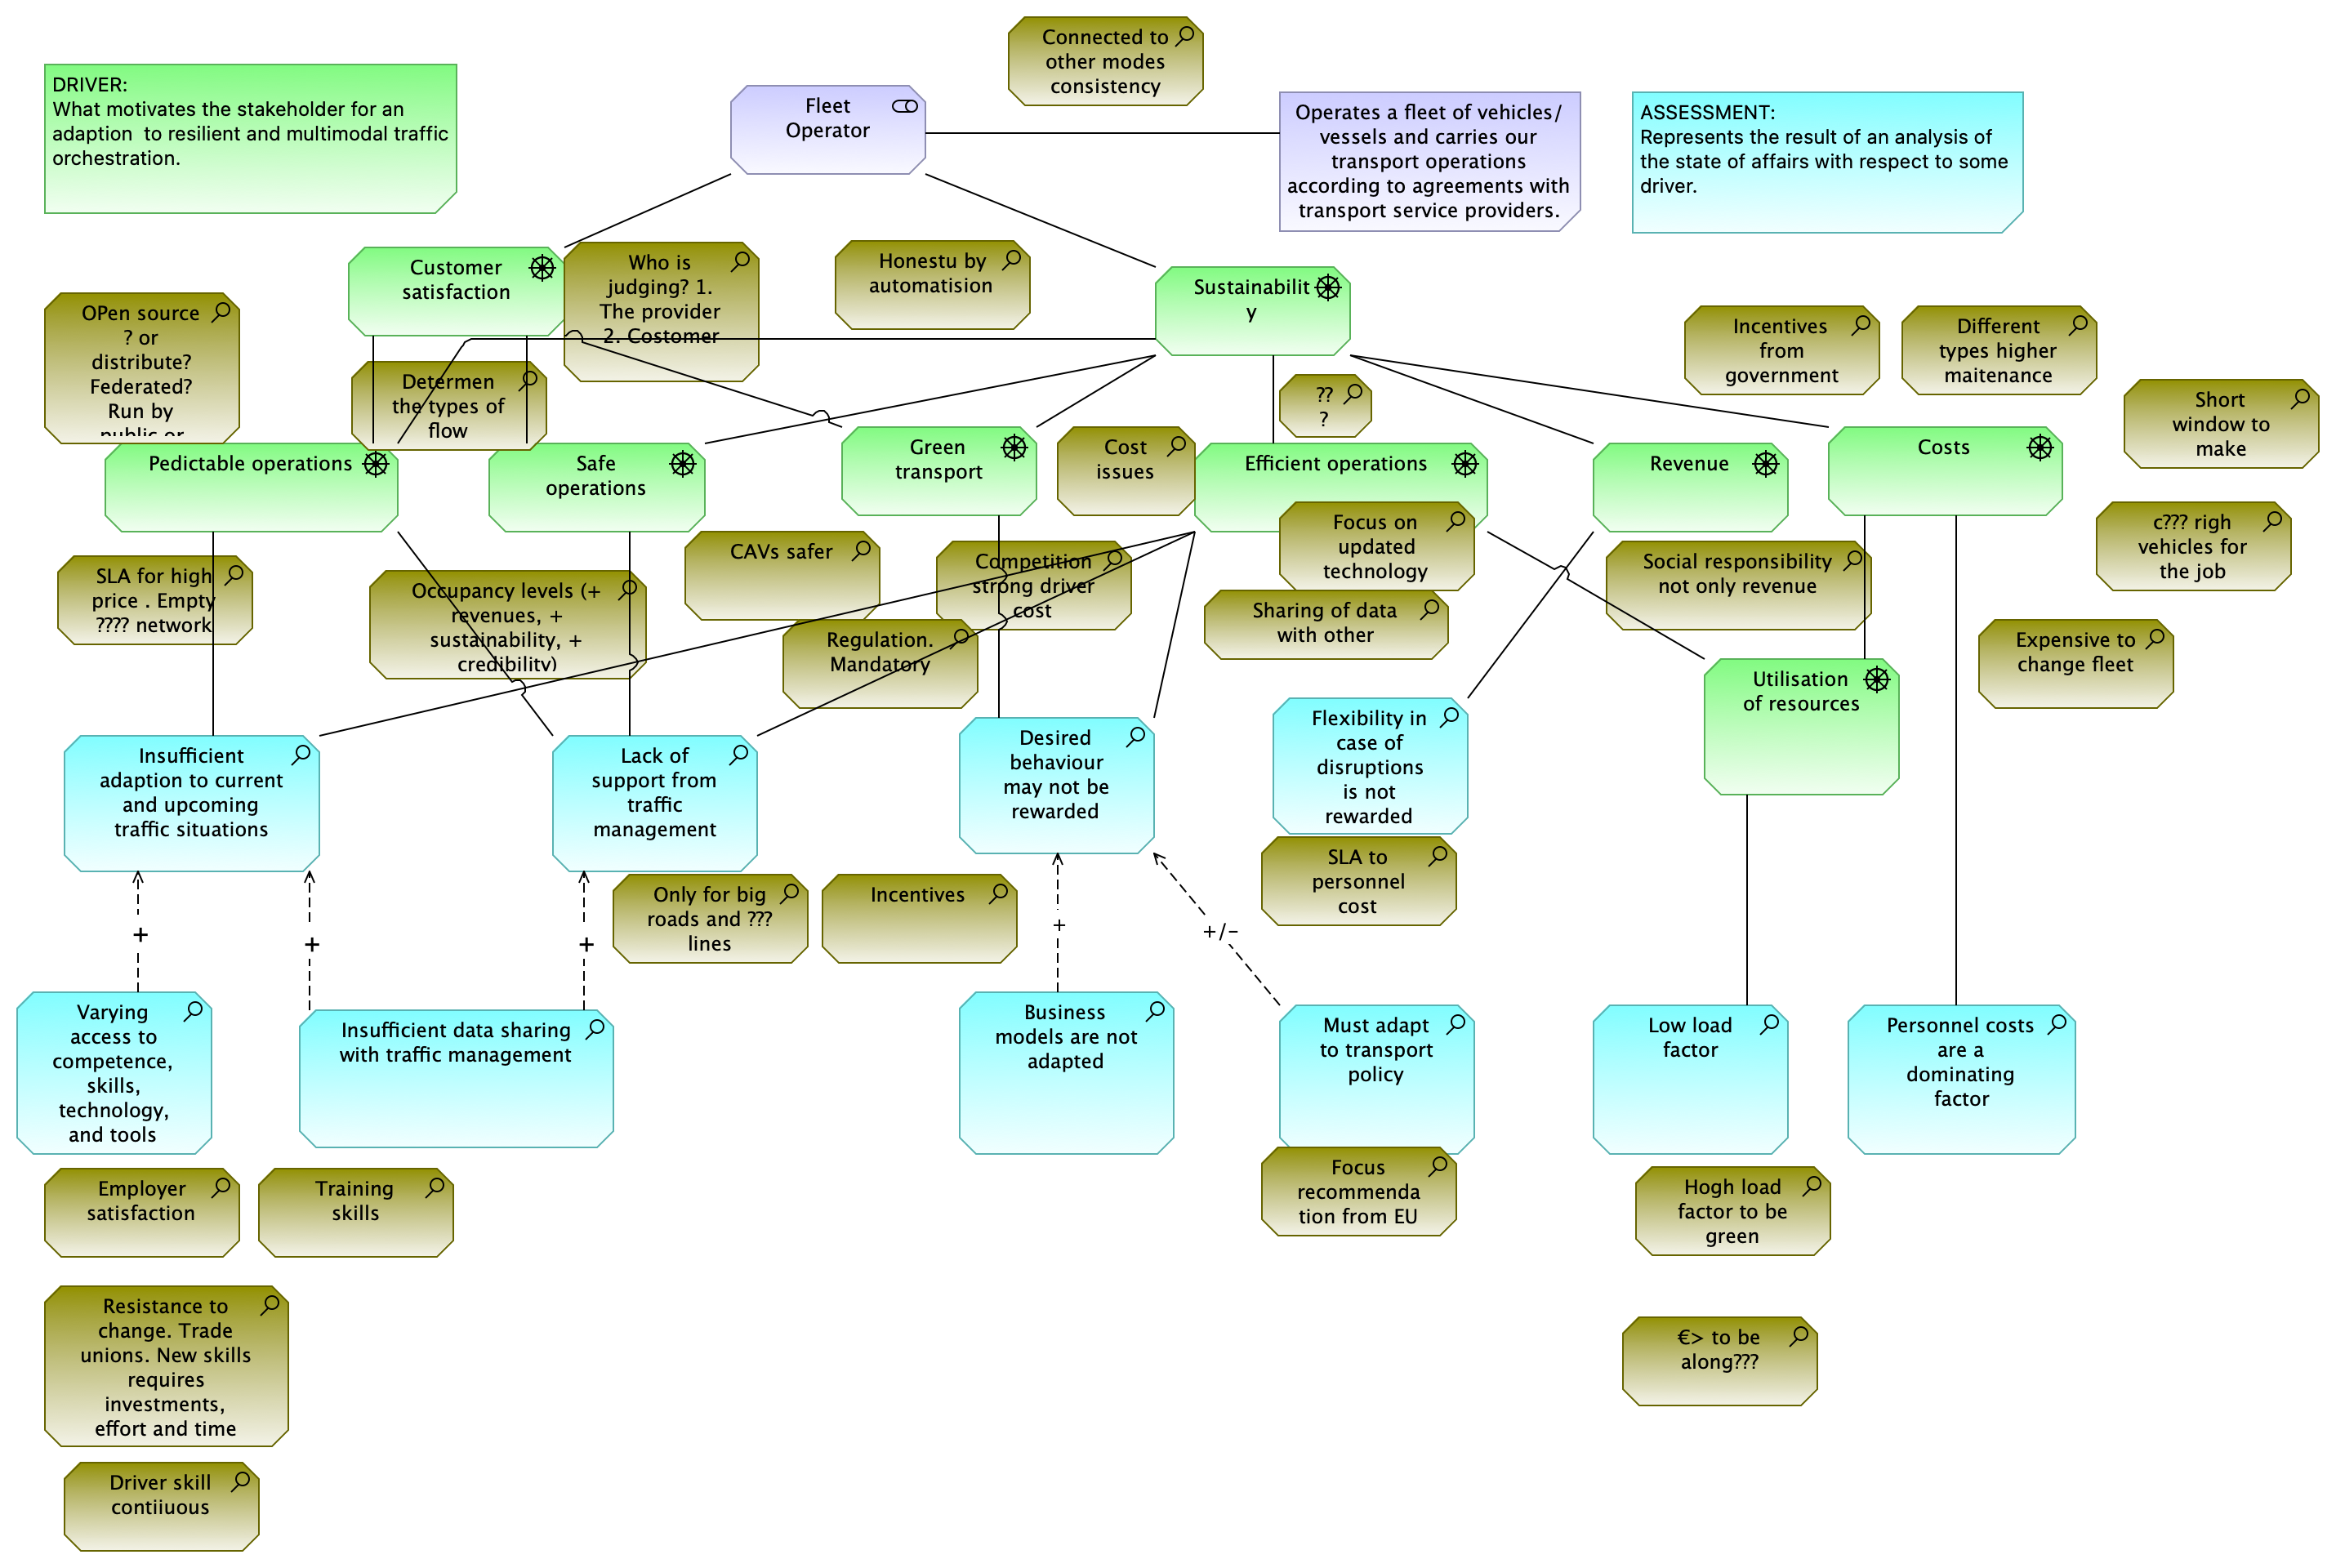 Connected to
other modes
consistency
DRIVER:
What motivates the stakeholder for an
adaption  to resilient and multimodal traffic
orchestration.
Fleet
Operator
Operates a fleet of vehicles/
vessels and carries our
transport operations
according to agreements with
transport service providers.
ASSESSMENT:
Represents the result of an analysis of
the state of affairs with respect to some
driver.
Customer
satisfaction
Who is
judging? 1.
The provider
2. Costomer
Honestu by
automatision
Sustainabilit
y
OPen source
? or
distribute?
Federated?
Run by
public or
Determen
the types of
flow
Incentives
from
government
Different
types higher
maitenance
??
?
Short
window to
make
Pedictable operations
Safe
operations
Green
transport
Cost
issues
Efficient operations
Revenue
Costs
Focus on
updated
technology
c??? righ
vehicles for
the job
SLA for high
price . Empty
???? network
Occupancy levels (+
revenues, +
sustainability, +
credibility)
CAVs safer
Competition
strong driver
cost
Social responsibility
not only revenue
Sharing of data
with other
Regulation.
Mandatory
Expensive to
change fleet
Utilisation
of resources
Insufficient
adaption to current
and upcoming
traffic situations
Lack of
support from
traffic
management
Desired
behaviour
may not be
rewarded
Flexibility in
case of
disruptions
is not
rewarded
SLA to
personnel
cost
Only for big
roads and ???
lines
Incentives
+
+
+
+
+/-
Varying
access to
competence,
skills,
technology,
and tools
Insufficient data sharing
with traffic management
Business
models are not
adapted
Must adapt
to transport
policy
Low load
factor
Personnel costs
are a
dominating
factor
Employer
satisfaction
Training
skills
Focus
recommenda
tion from EU
Hogh load
factor to be
green
Resistance to
change. Trade
unions. New skills
requires
investments,
effort and time
€> to be
along???
Driver skill
contiiuous